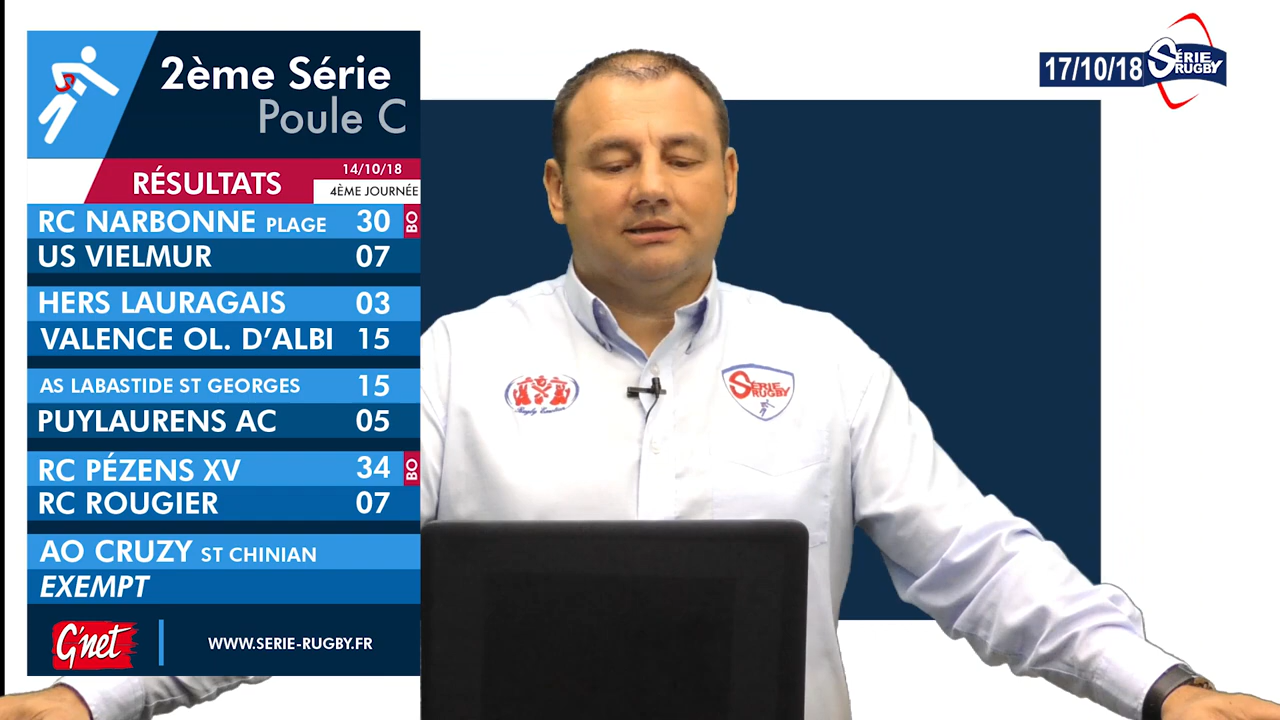 2ème Série
Poule C
RÉSULTATS
14/10/18
4ÈME JOURNÉE
RC NARBONNE PLAGE 30 BO
US VIELMUR 07
HERS LAURAGAIS 03
VALENCE OL. D'ALBI 15
AS LABASTIDE ST GEORGES 15
PUYLAURENS AC 05
RC PÉZENS XV 34 BO
RC ROUGIER 07
AO CRUZY ST CHINIAN
EXEMPT
G'net
WWW.SERIE-RUGBY.FR
17/10/18
SÉRIE
RUGBY
Rugby
SÉRIE
RUGBY